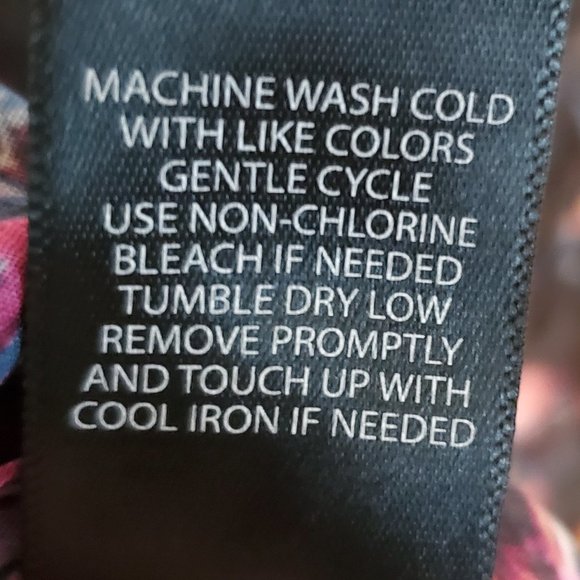 MACHINE WASH COLD
WITH LIKE COLORS
GENTLE CYCLE
USE NON-CHLORINE
BLEACH IF NEEDED
TUMBLE DRY LOW
REMOVE PROMPTLY
AND TOUCH UP WITH
COOL IRON IF NEEDED